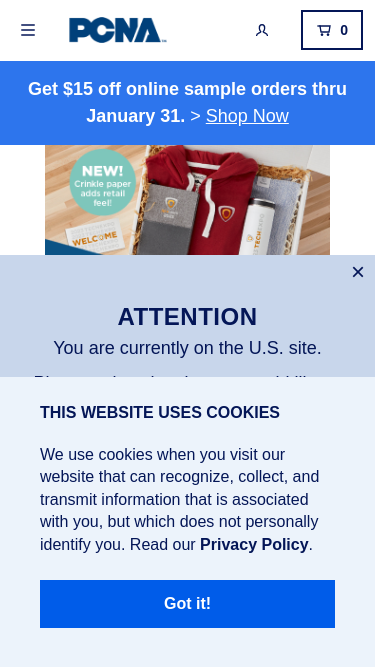 PCNA
0
Get $15 off online sample orders thru
January 31. > Shop Now
NEW!
Crinkle paper
adds retail
feel!
WELCOME
ATTENTION
You are currently on the U.S. site.
THIS WEBSITE USES COOKIES
We use cookies when you visit our
website that can recognize, collect, and
transmit information that is associated
with you, but which does not personally
identify you. Read our Privacy Policy.
Got it!